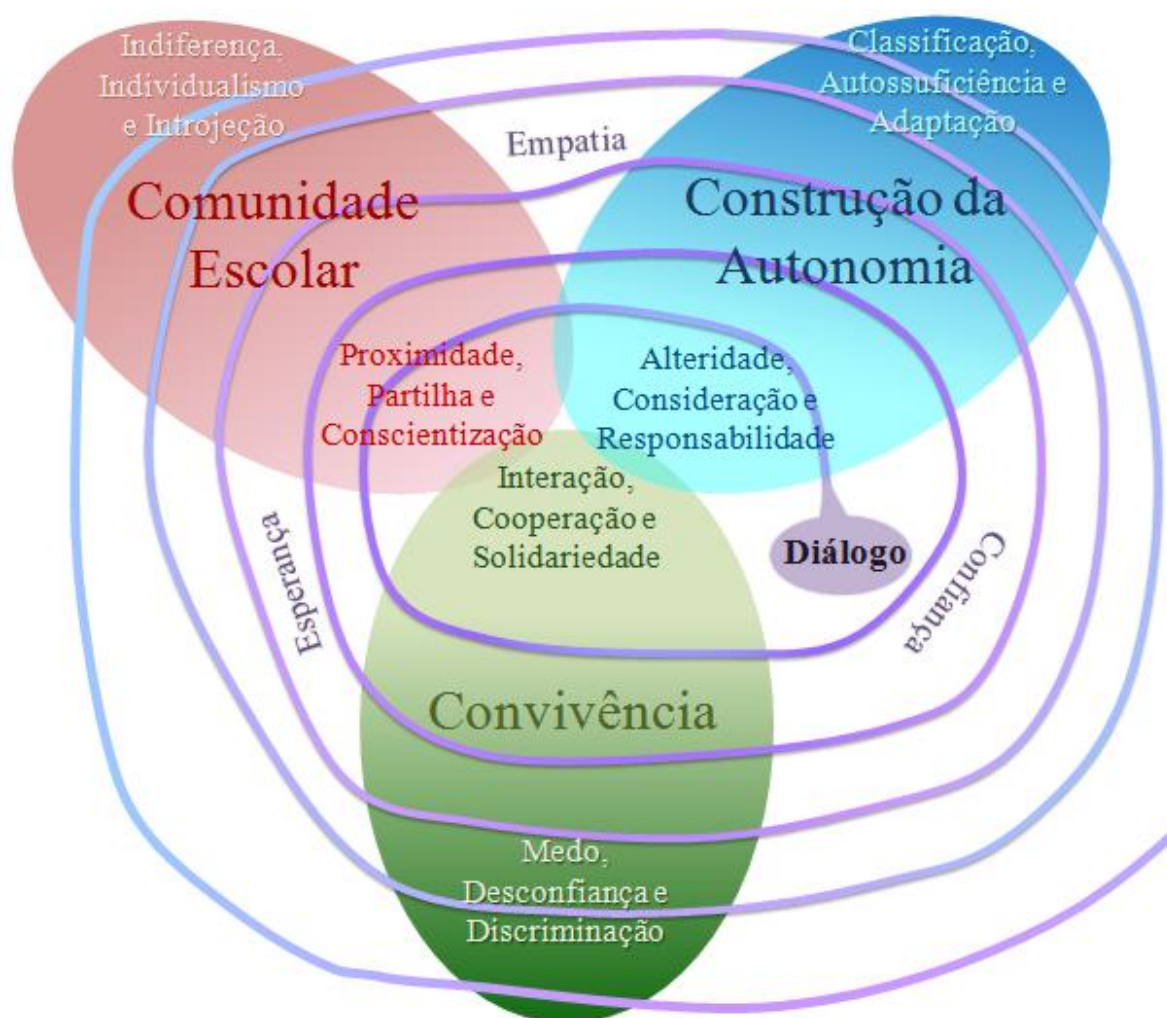 Indiferença,
Individualismo
e Introjeção
Classificação,
Autossuficiência e
Adaptação
Empatia
Comunidade
Escolar
Construção da
Autonomia
Proximidade,
Partilha e
Conscientização
Alteridade,
Consideração e
Responsabilidade
Interação,
Cooperação e
Solidariedade
Diálogo
Esperança
Confiança
Convivência
Medo,
Desconfiança e
Discriminação